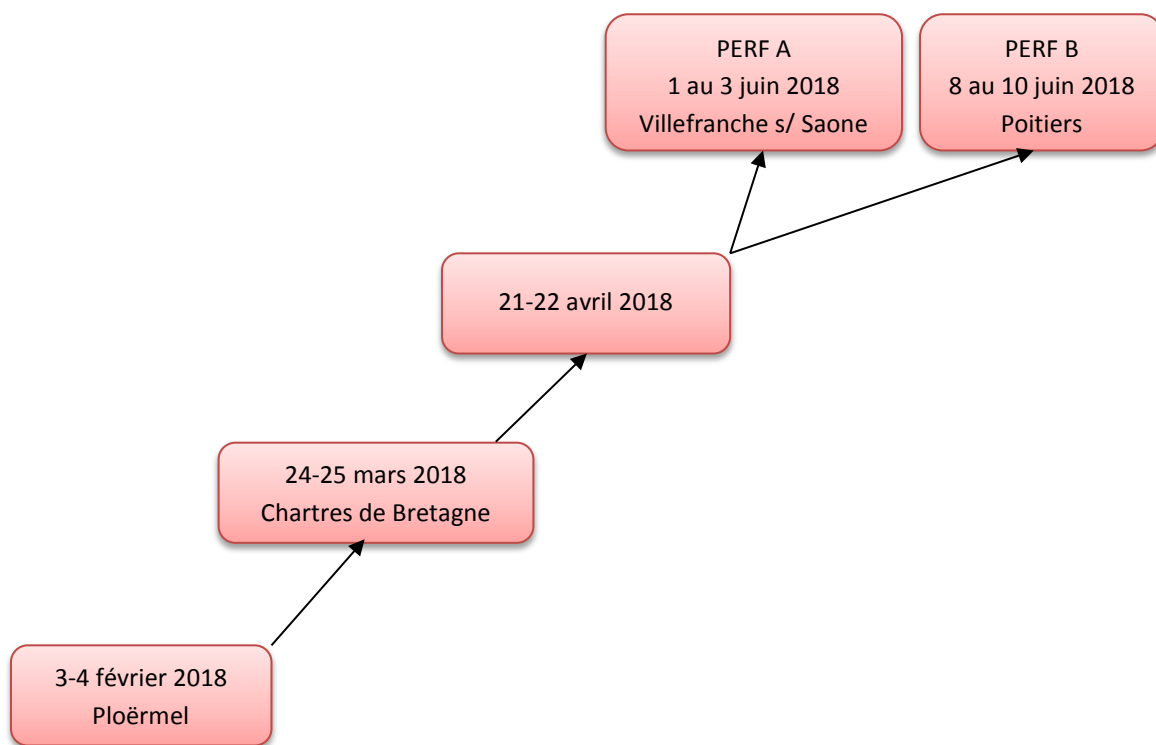 PERF A
1 au 3 juin 2018
Villefranche s/ Saone
PERF B
8 au 10 juin 2018
Poitiers
21-22 avril 2018
24-25 mars 2018
Chartres de Bretagne
3-4 février 2018
Ploërmel